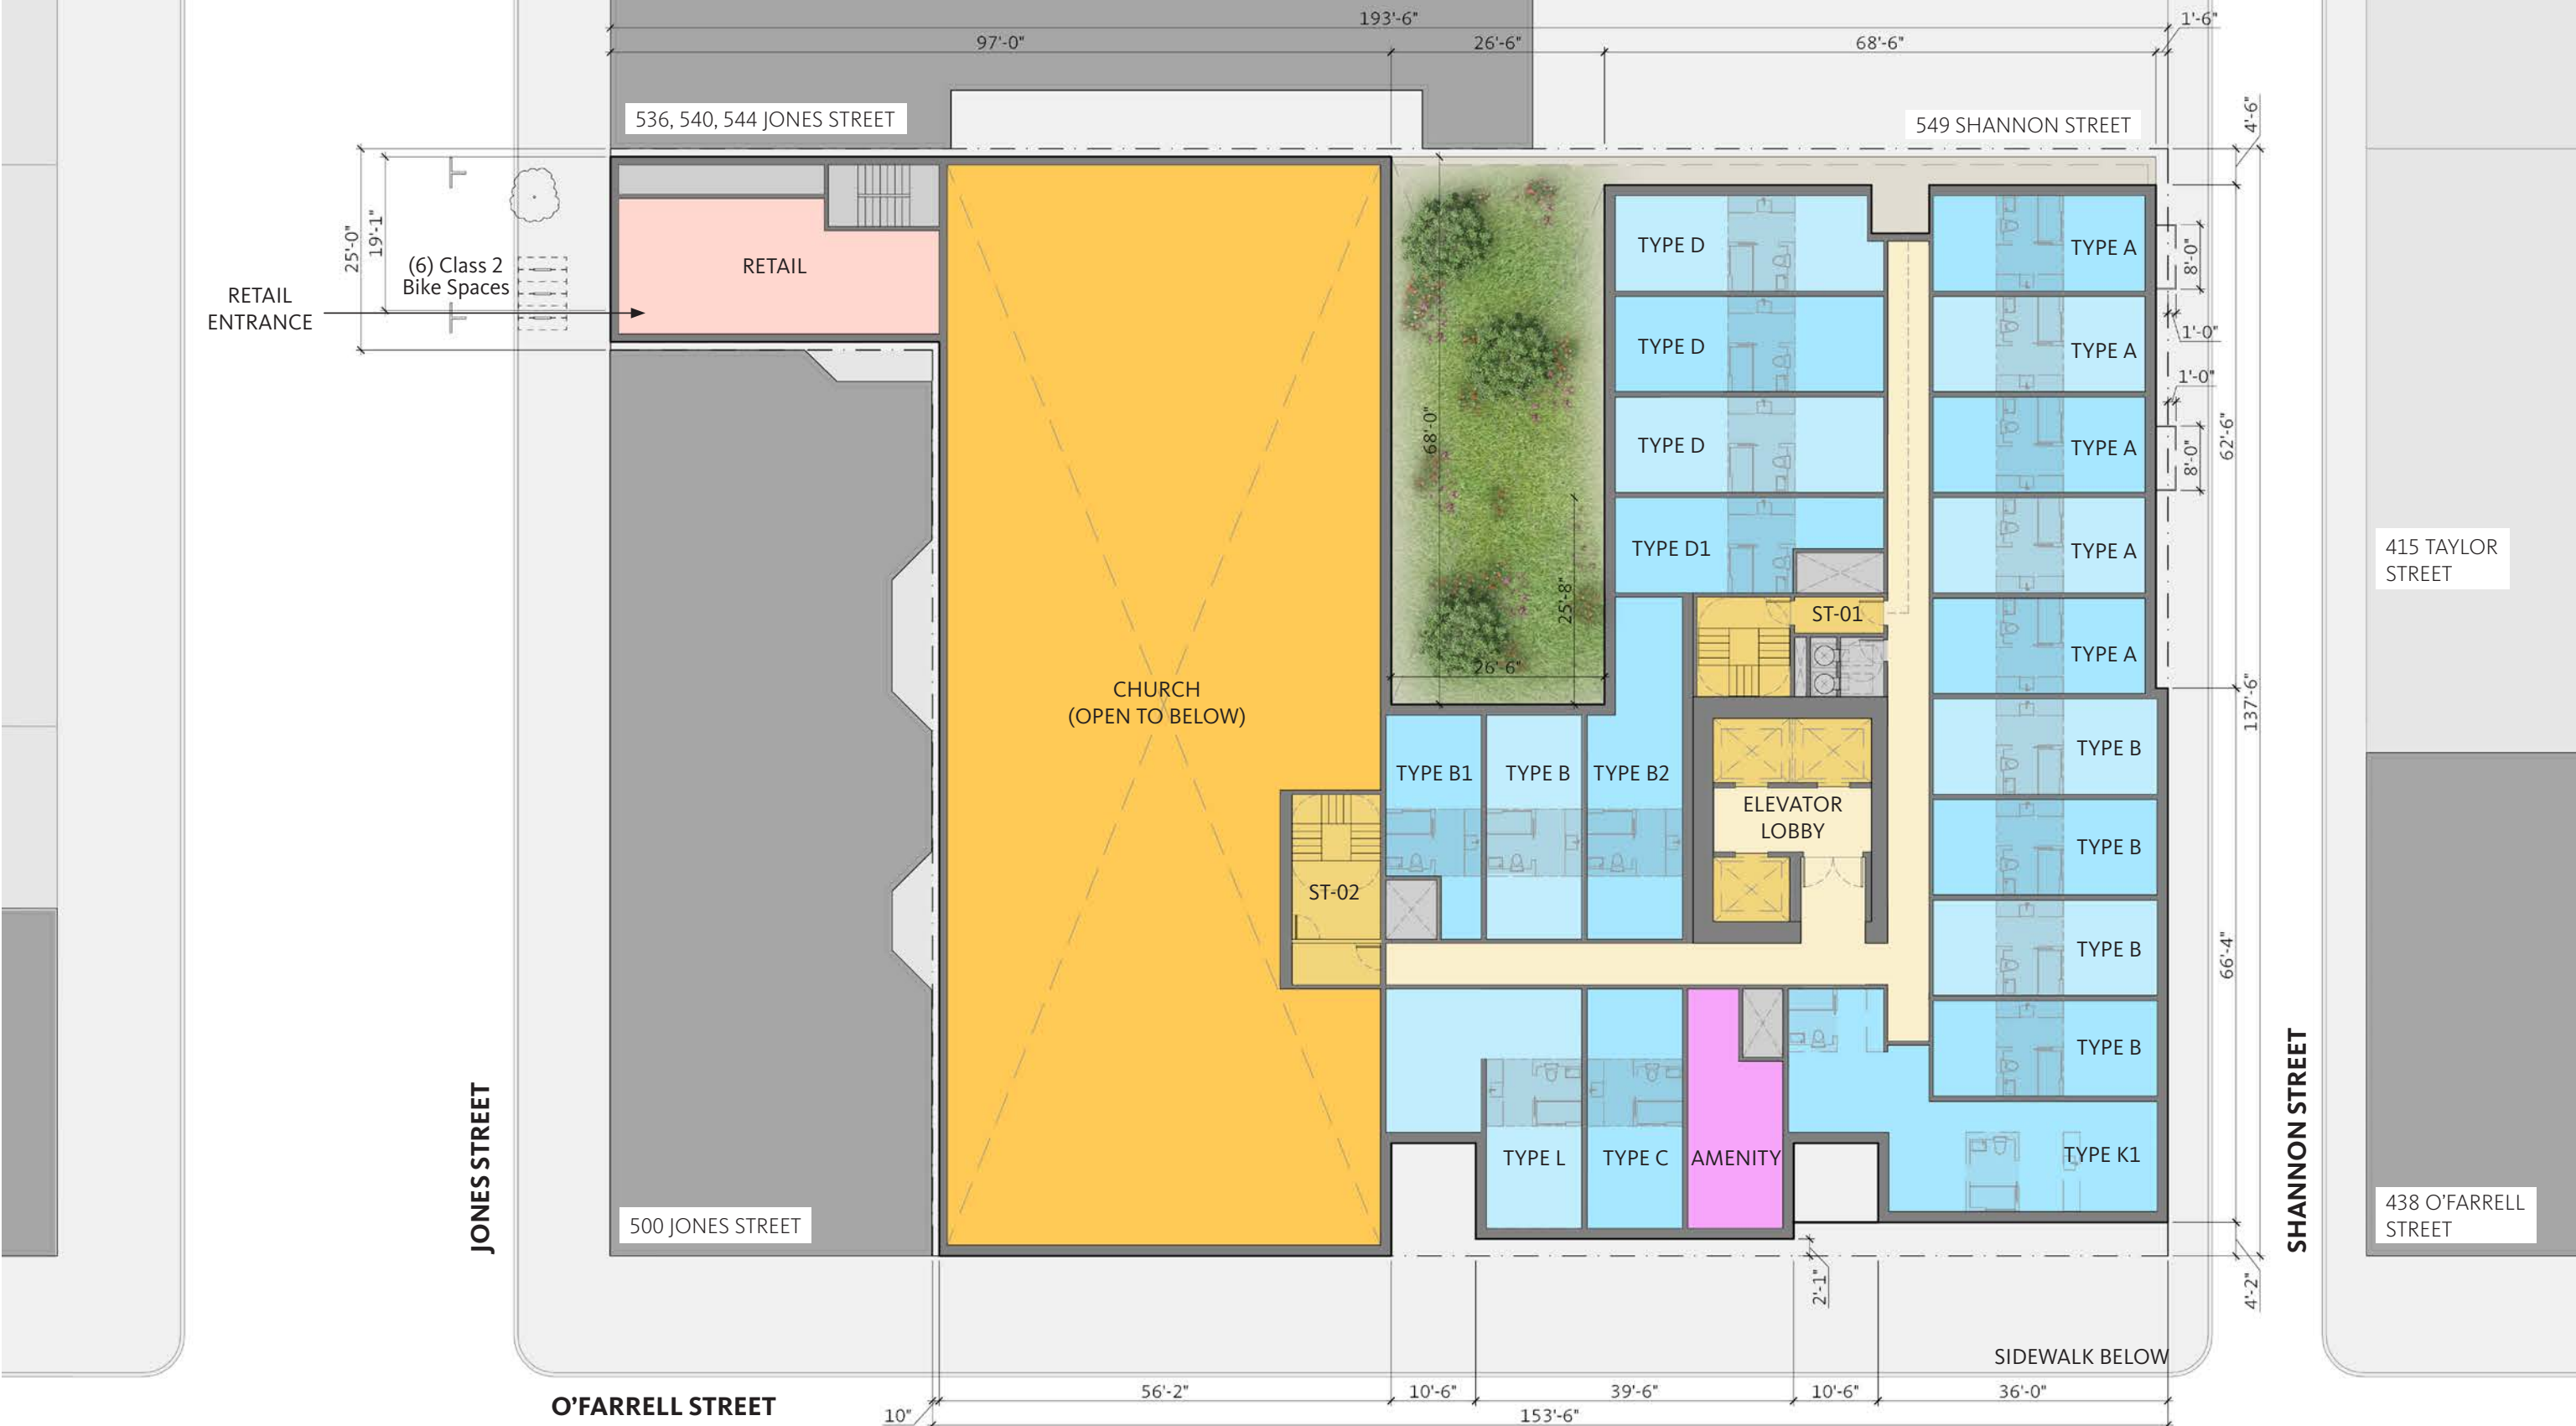 193'-6"
1'-6"
97'-0"
26'-6"
68'-6"
536, 540, 544 JONES STREET
549 SHANNON STREET
4'-6"
25'-0"
19'-1"
(6) Class 2
Bike Spaces
RETAIL
ENTRANCE
RETAIL
TYPE D
TYPE A
8'-0"
1'-0"
TYPE D
TYPE A
1'-0"
68'-0"
TYPE D
TYPE A
8'-0"
62'-6"
TYPE D1
TYPE A
415 TAYLOR
STREET
25'-8"
ST-01
TYPE A
26'-6"
CHURCH
(OPEN TO BELOW)
137'-6"
TYPE B1
TYPE B
TYPE B2
TYPE B
ELEVATOR
LOBBY
TYPE B
ST-02
TYPE B
66'-4"
TYPE B
TYPE L
TYPE C
AMENITY
TYPE K1
JONES STREET
SHANNON STREET
500 JONES STREET
438 O'FARRELL
STREET
2'-1"
4'-2"
SIDEWALK BELOW
O'FARRELL STREET
56'-2"
10'-6"
39'-6"
10'-6"
36'-0"
10"
153'-6"